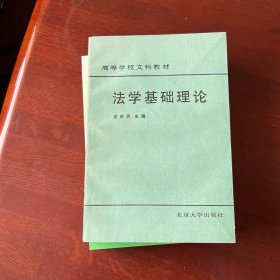 高等学校文科教材
法学基础理论
主编
北京大学出版社